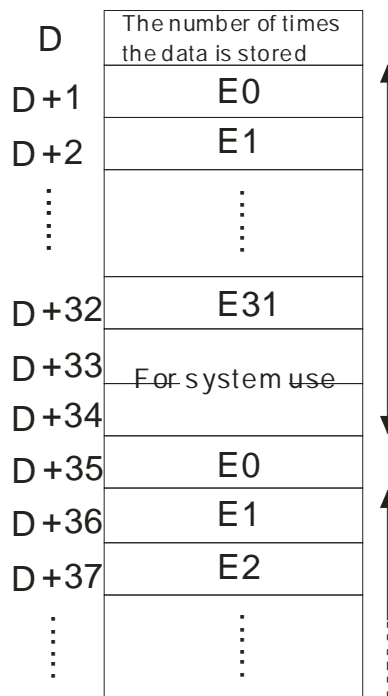 D
The number of times
the data is stored
D+1
E0
D+2
E1
D+32
E31
D+33
For system use
D+34
D+35
E0
D+36
E1
D+37
E2